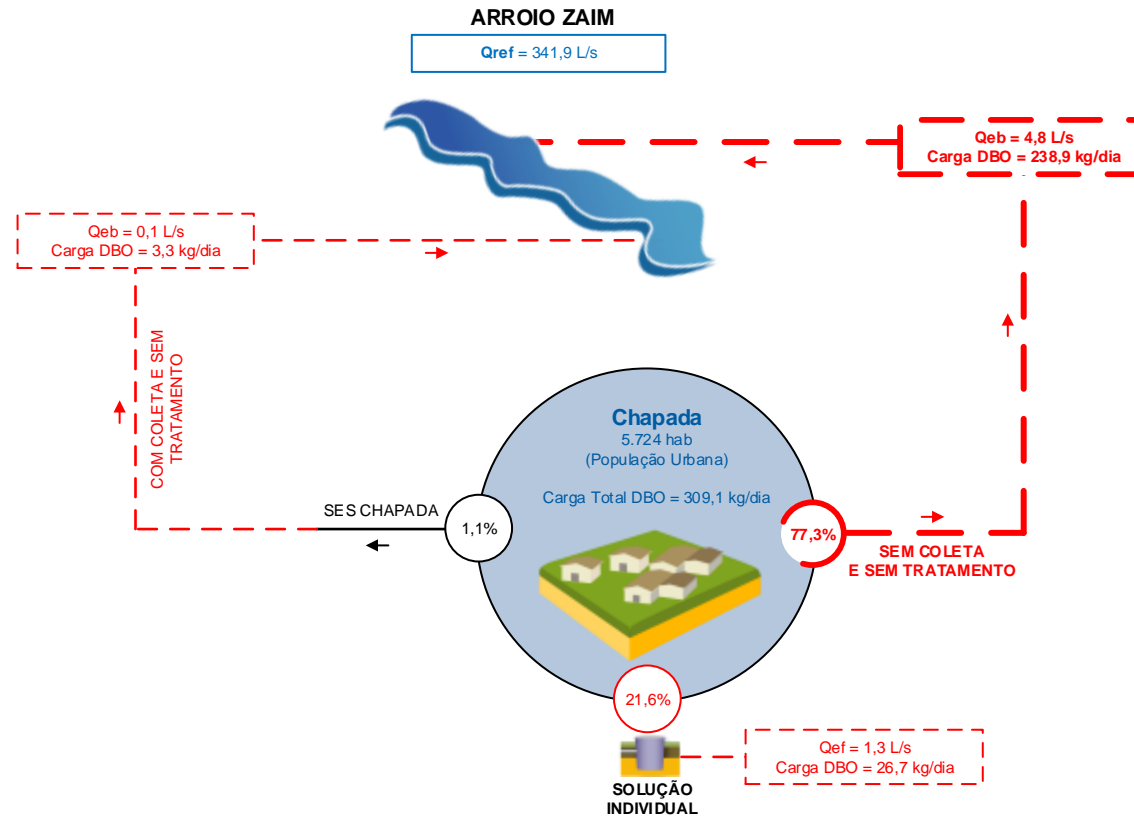 ARROIO ZAIM
Qref = 341,9 L/s
Qeb = 4,8 L/s
Carga DBO = 238,9 kg/dia
Qeb = 0,1 L/s
Carga DBO = 3,3 kg/dia
COM COLETA E SEM
TRATAMENTO
Chapada
5.724 hab
(População Urbana)
Carga Total DBO = 309,1 kg/dia
SES CHAPADA
1,1%
77,3%
SEM COLETA
E SEM TRATAMENTO
21,6%
Qef = 1,3 L/s
Carga DBO = 26,7 kg/dia
SOLUÇÃO
INDIVIDUAL